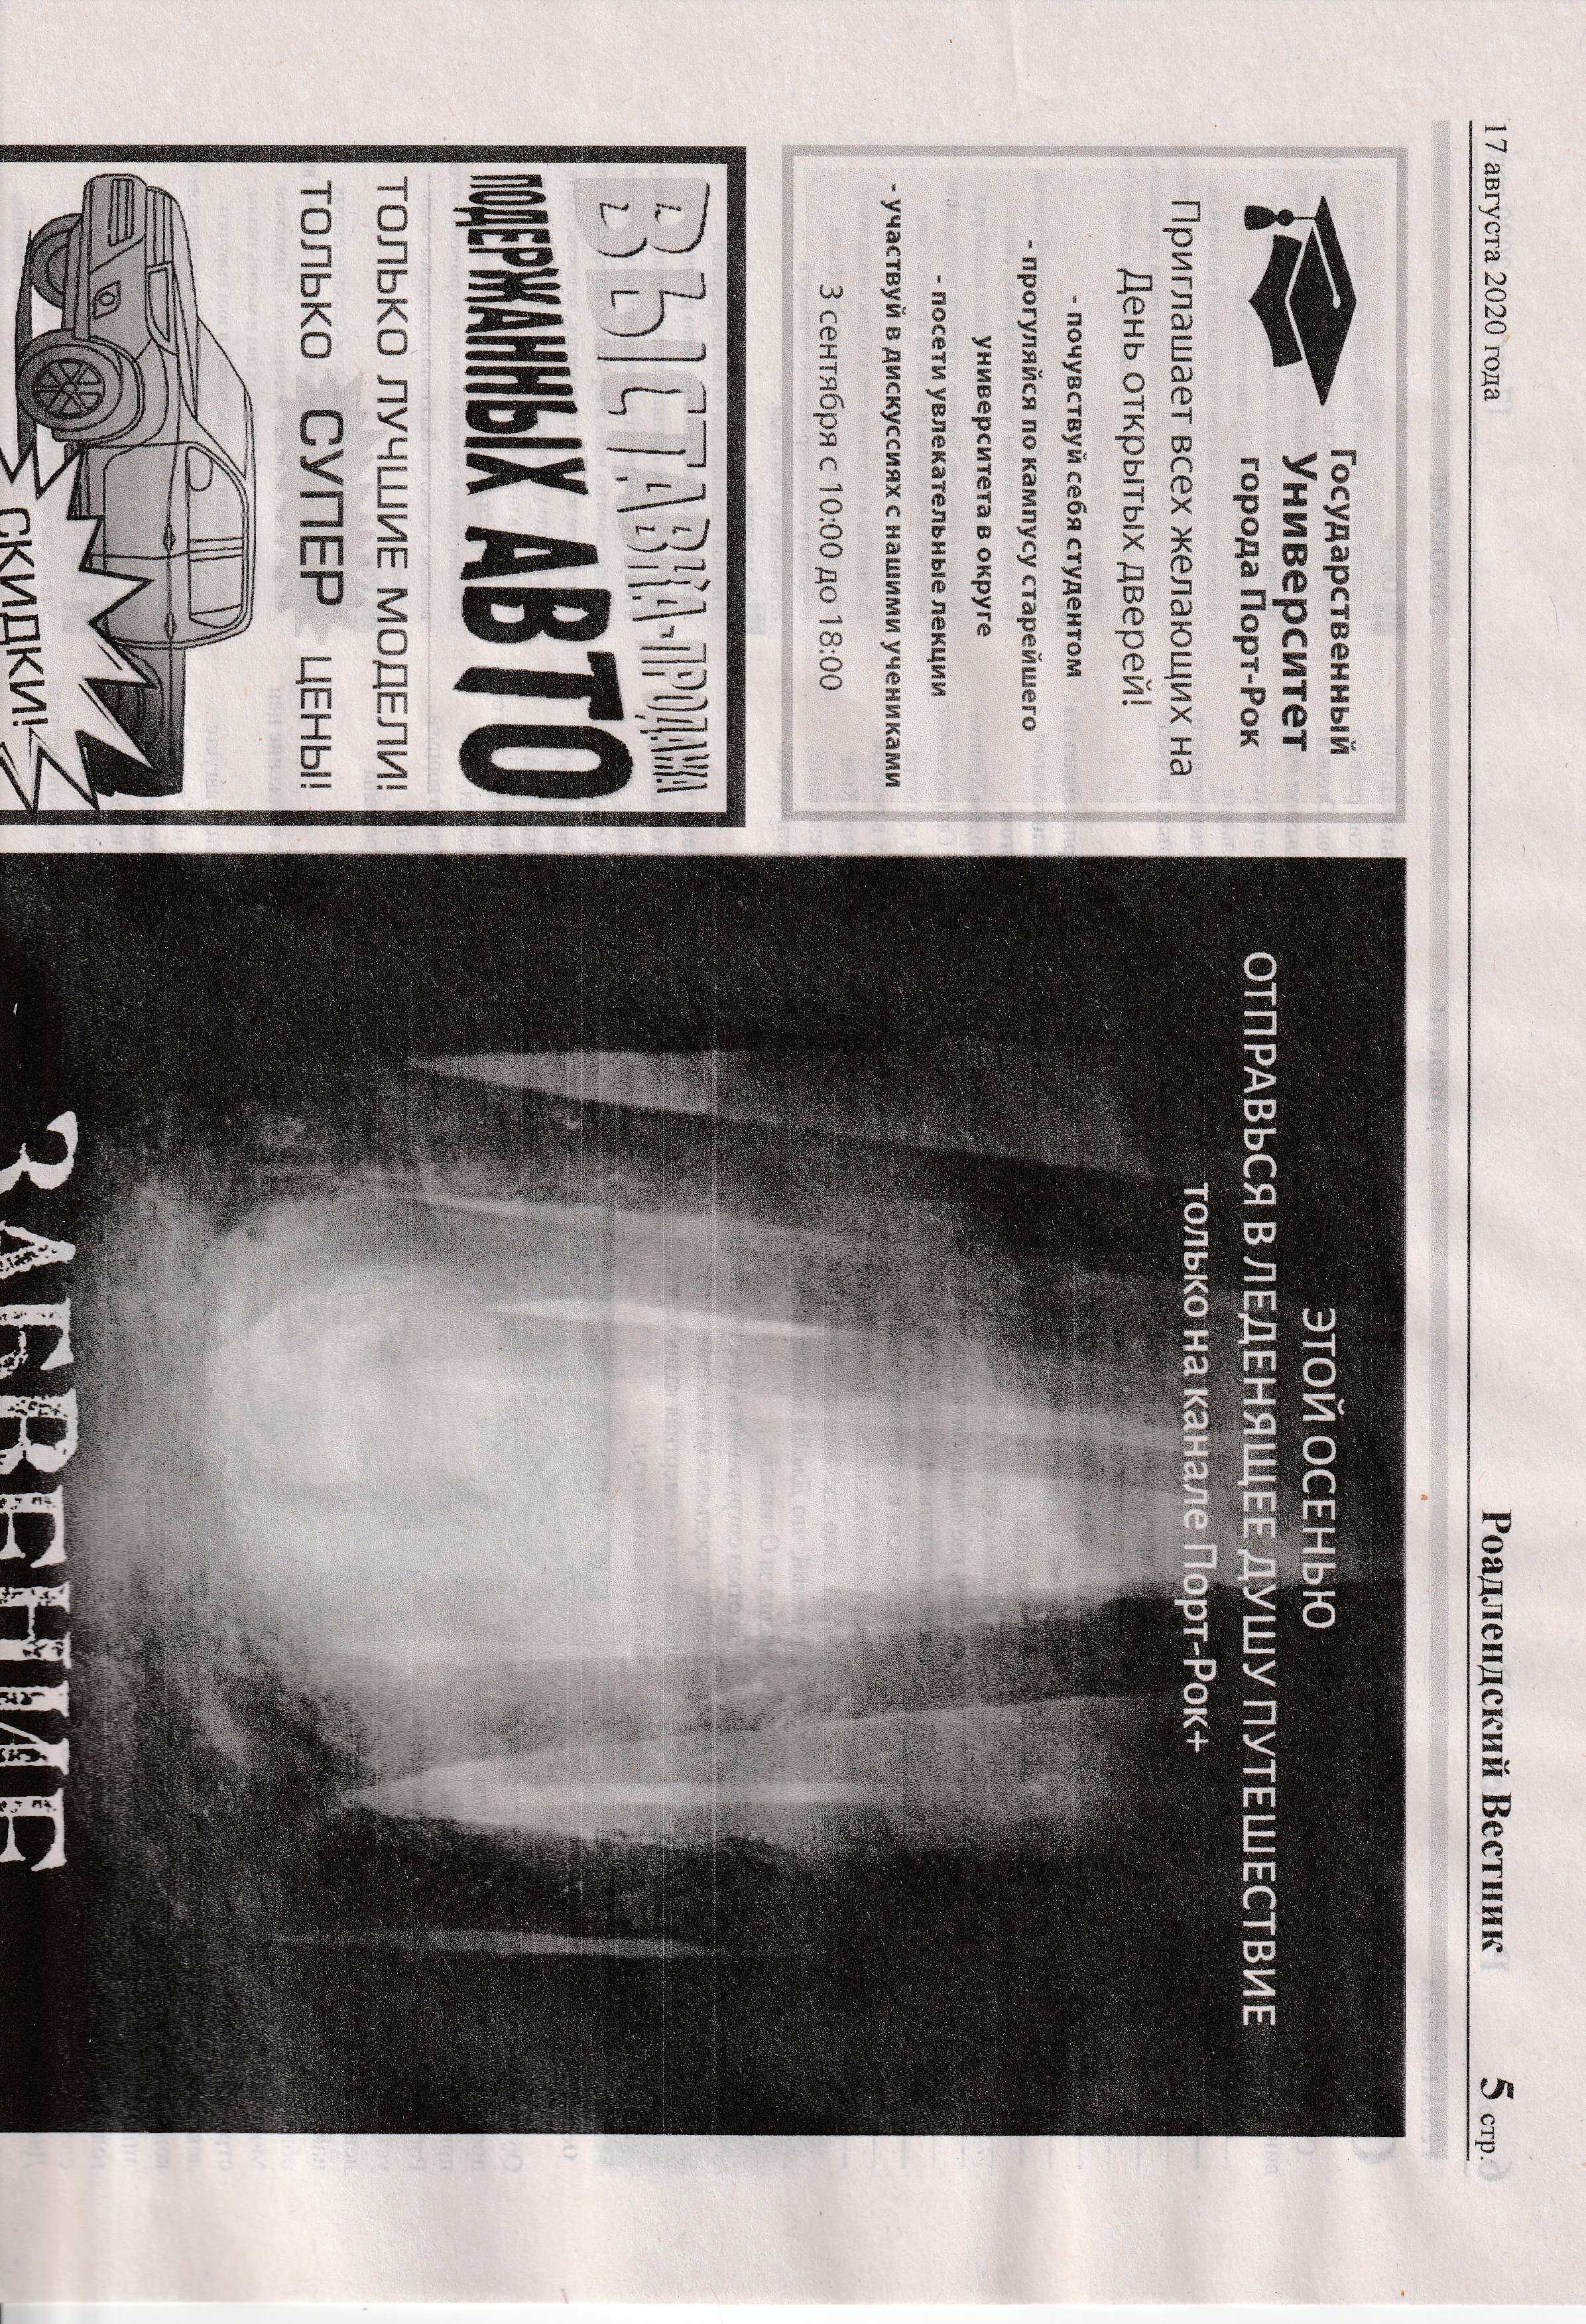 17 августа 2020 года
Роадлендский Вестник
5 стр.
Государственный
Университет
города Порт-Рок
Приглашает всех желающих на
День открытых дверей!
- почувствуй себя студентом
- прогуляйся по кампусу старейшего
университета в округе
- посети увлекательные лекции
- участвуй в дискуссиях с нашими учениками
3 сентября с 10:00 до 18:00
ВЫСТАВКА-ПРОДАЖА
ПОДЕРЖАННЫХ АВТО
ТОЛЬКО ЛУЧШИЕ МОДЕЛИ!
ТОЛЬКО СУПЕР ЦЕНЫ!
СКИДКИ!
ЭТОЙ ОСЕНЬЮ
ОТПРАВЬСЯ В ЛЕДЕНЯЩЕЕ ДУШУ ПУТЕШЕСТВИЕ
только на канале Порт-Рок+
ЗАБВЕНИЕ